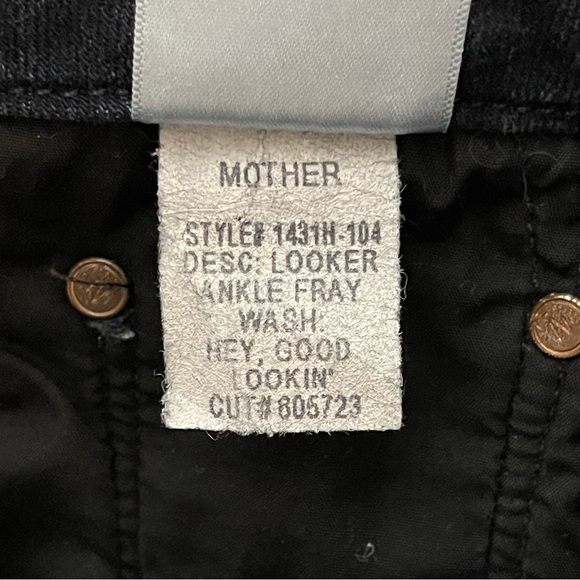 MOTHER
STYLE# 1431H-104
DESC: LOOKER
ANKLE FRAY
WASH:
HEY, GOOD
LOOKIN'
CUT# 805723